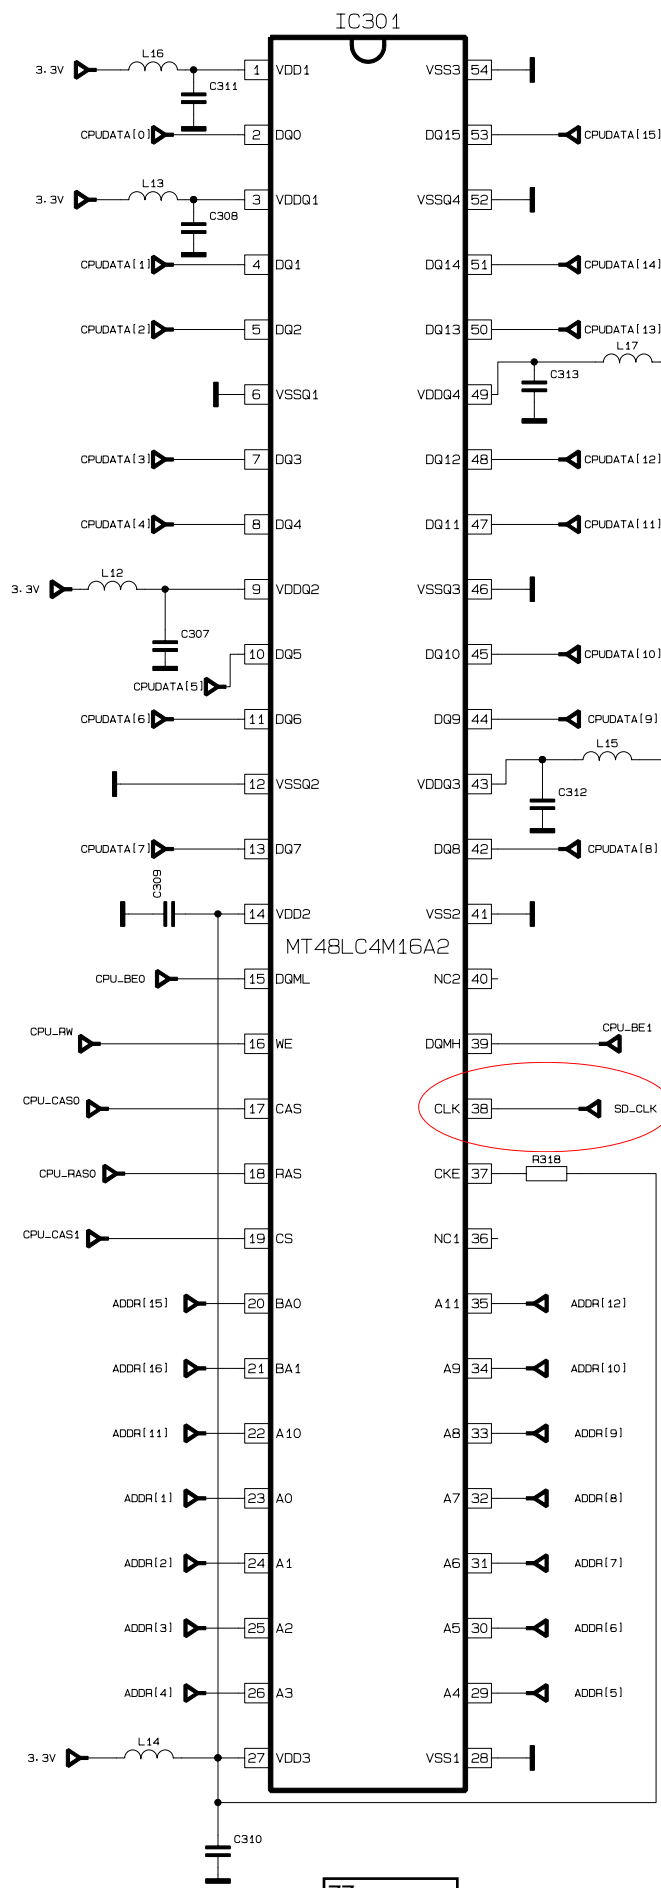 IC301
3.3V L16 1 VDD1 VSS3 54
C311
CPUDATA[0] 2 DQ0 DQ15 53 CPUDATA[15]
3.3V L13 3 VDDQ1 VSSQ4 52
C308
CPUDATA[1] 4 DQ1 DQ14 51 CPUDATA[14]
CPUDATA[2] 5 DQ2 DQ13 50 CPUDATA[13]
L17
C313
6 VSSQ1 VDDQ4 49
CPUDATA[3] 7 DQ3 DQ12 48 CPUDATA[12]
CPUDATA[4] 8 DQ4 DQ11 47 CPUDATA[11]
3.3V L12 9 VDDQ2 VSSQ3 46
C307
10 DQ5 DQ10 45 CPUDATA[10]
CPUDATA[5]
CPUDATA[6] 11 DQ6 DQ9 44 CPUDATA[9]
L15
12 VSSQ2 VDDQ3 43
C312
CPUDATA[7] 13 DQ7 DQ8 42 CPUDATA[8]
C309
14 VDD2 VSS2 41
MT48LC4M16A2
CPU_BE0 15 DQML NC2 40
CPU_RW 16 WE DQMH 39 CPU_BE1
CPU_CAS0 17 CAS CLK 38 SD_CLK
CPU_RAS0 18 RAS CKE 37 R318
CPU_CAS1 19 CS NC1 36
ADDR[15] 20 BA0 A11 35 ADDR[12]
ADDR[16] 21 BA1 A9 34 ADDR[10]
ADDR[11] 22 A10 A8 33 ADDR[9]
ADDR[1] 23 A0 A7 32 ADDR[8]
ADDR[2] 24 A1 A6 31 ADDR[7]
ADDR[3] 25 A2 A5 30 ADDR[6]
ADDR[4] 26 A3 A4 29 ADDR[5]
3.3V L14 27 VDD3 VSS1 28
C310